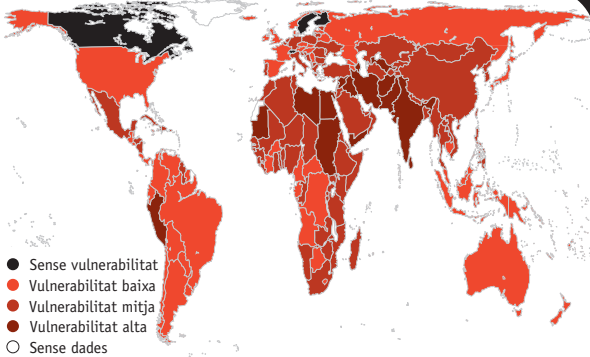 Sense vulnerabilitat
Vulnerabilitat baixa
Vulnerabilitat mitja
Vulnerabilitat alta
Sense dades